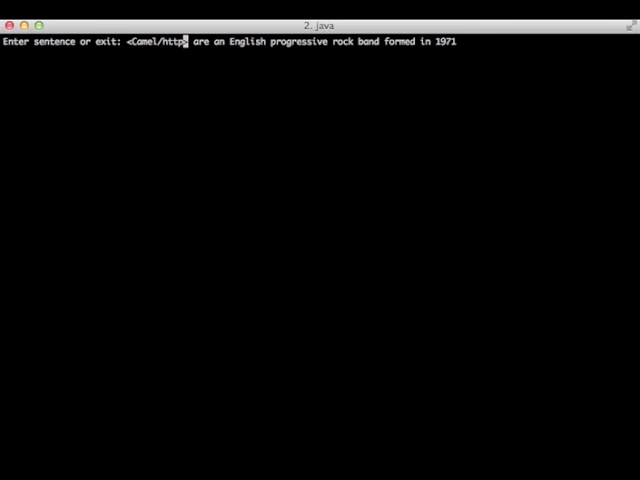 2. java
Enter sentence or exit: <Camel/http> are an English progressive rock band formed in 1971